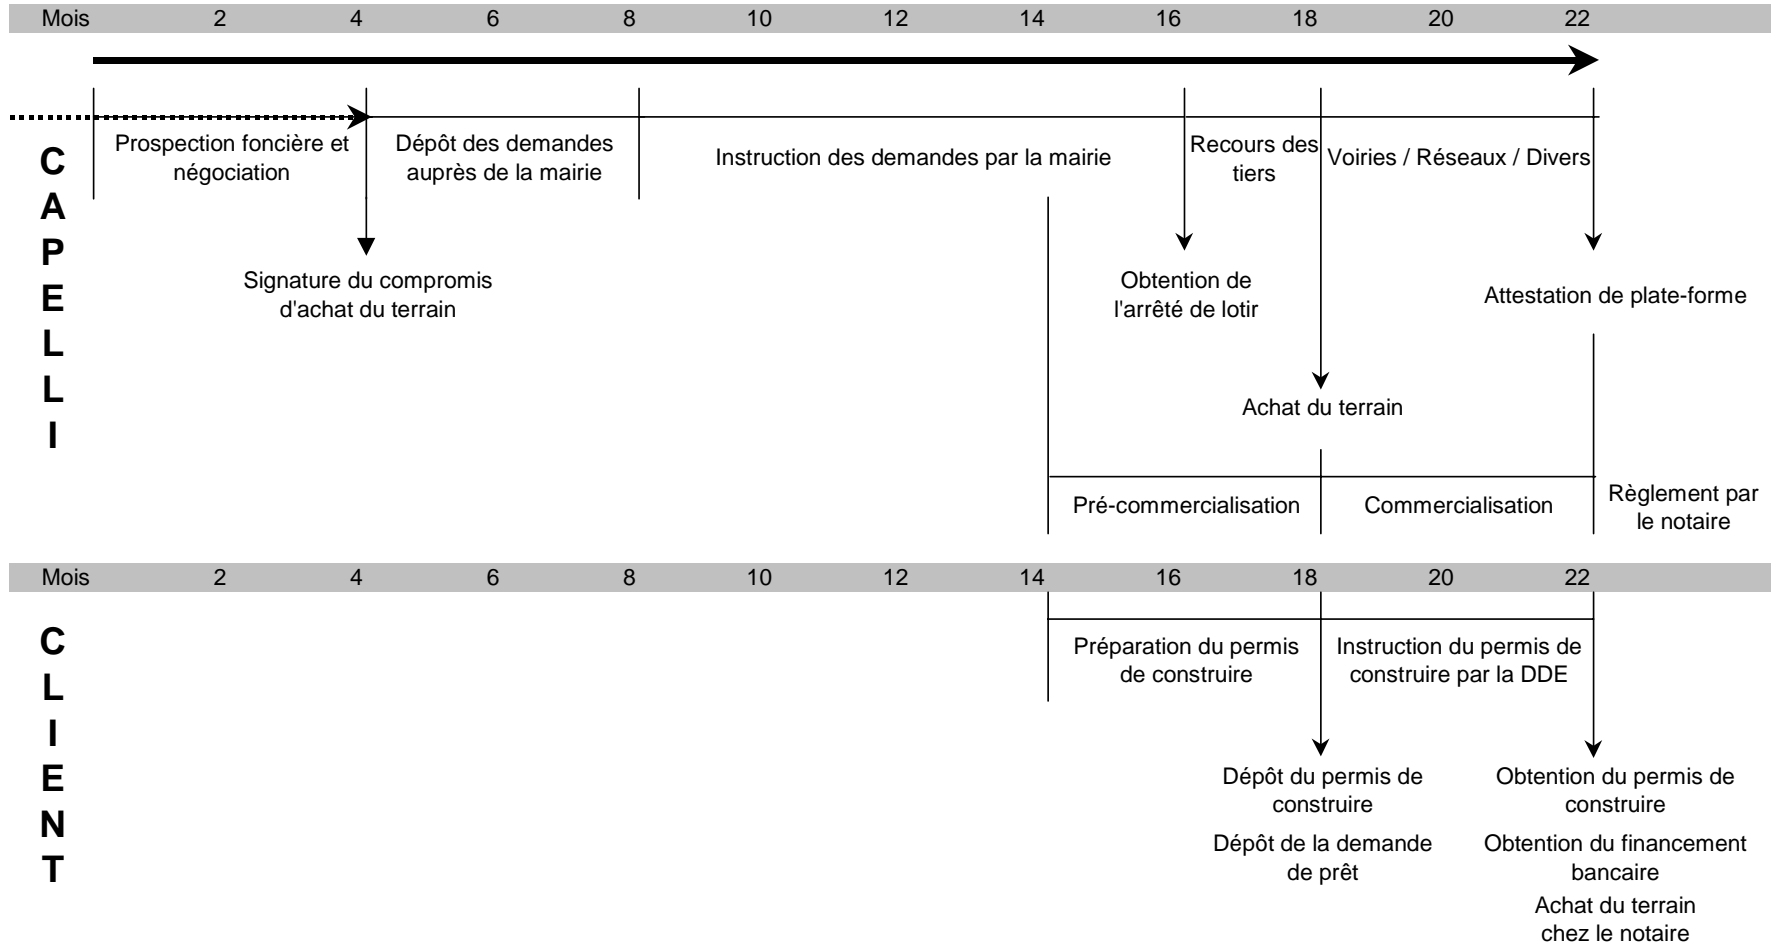 Mois 2 4 6 8 10 12 14 16 18 20 22
CAPELLI
Prospection foncière et
négociation
Dépôt des demandes
auprès de la mairie
Instruction des demandes par la mairie
Recours des
tiers
Voiries / Réseaux / Divers
Signature du compromis
d'achat du terrain
Obtention de
l'arrêté de lotir
Attestation de plate-forme
Achat du terrain
Pré-commercialisation
Commercialisation
Règlement par
le notaire
Mois 2 4 6 8 10 12 14 16 18 20 22
CLIENT
Préparation du permis
de construire
Instruction du permis de
construire par la DDE
Dépôt du permis de
construire
Dépôt de la demande
de prêt
Obtention du permis de
construire
Obtention du financement
bancaire
Achat du terrain
chez le notaire